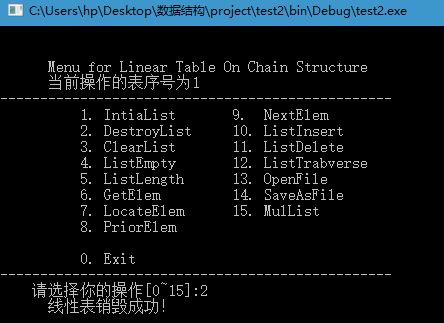 C:\Users\hp\Desktop\数据结构\project\test2\bin\Debug\test2.exe
Menu for Linear Table On Chain Structure
当前操作的表序号为1
-------------------------------------------------
1. IntiaList 9. NextElem
2. DestroyList 10. ListInsert
3. ClearList 11. ListDelete
4. ListEmpty 12. ListTrabverse
5. ListLength 13. OpenFile
6. GetElem 14. SaveAsFile
7. LocateElem 15. MulList
8. PriorElem
0. Exit
-------------------------------------------------
请选择你的操作[0~15]:2
线性表销毁成功!